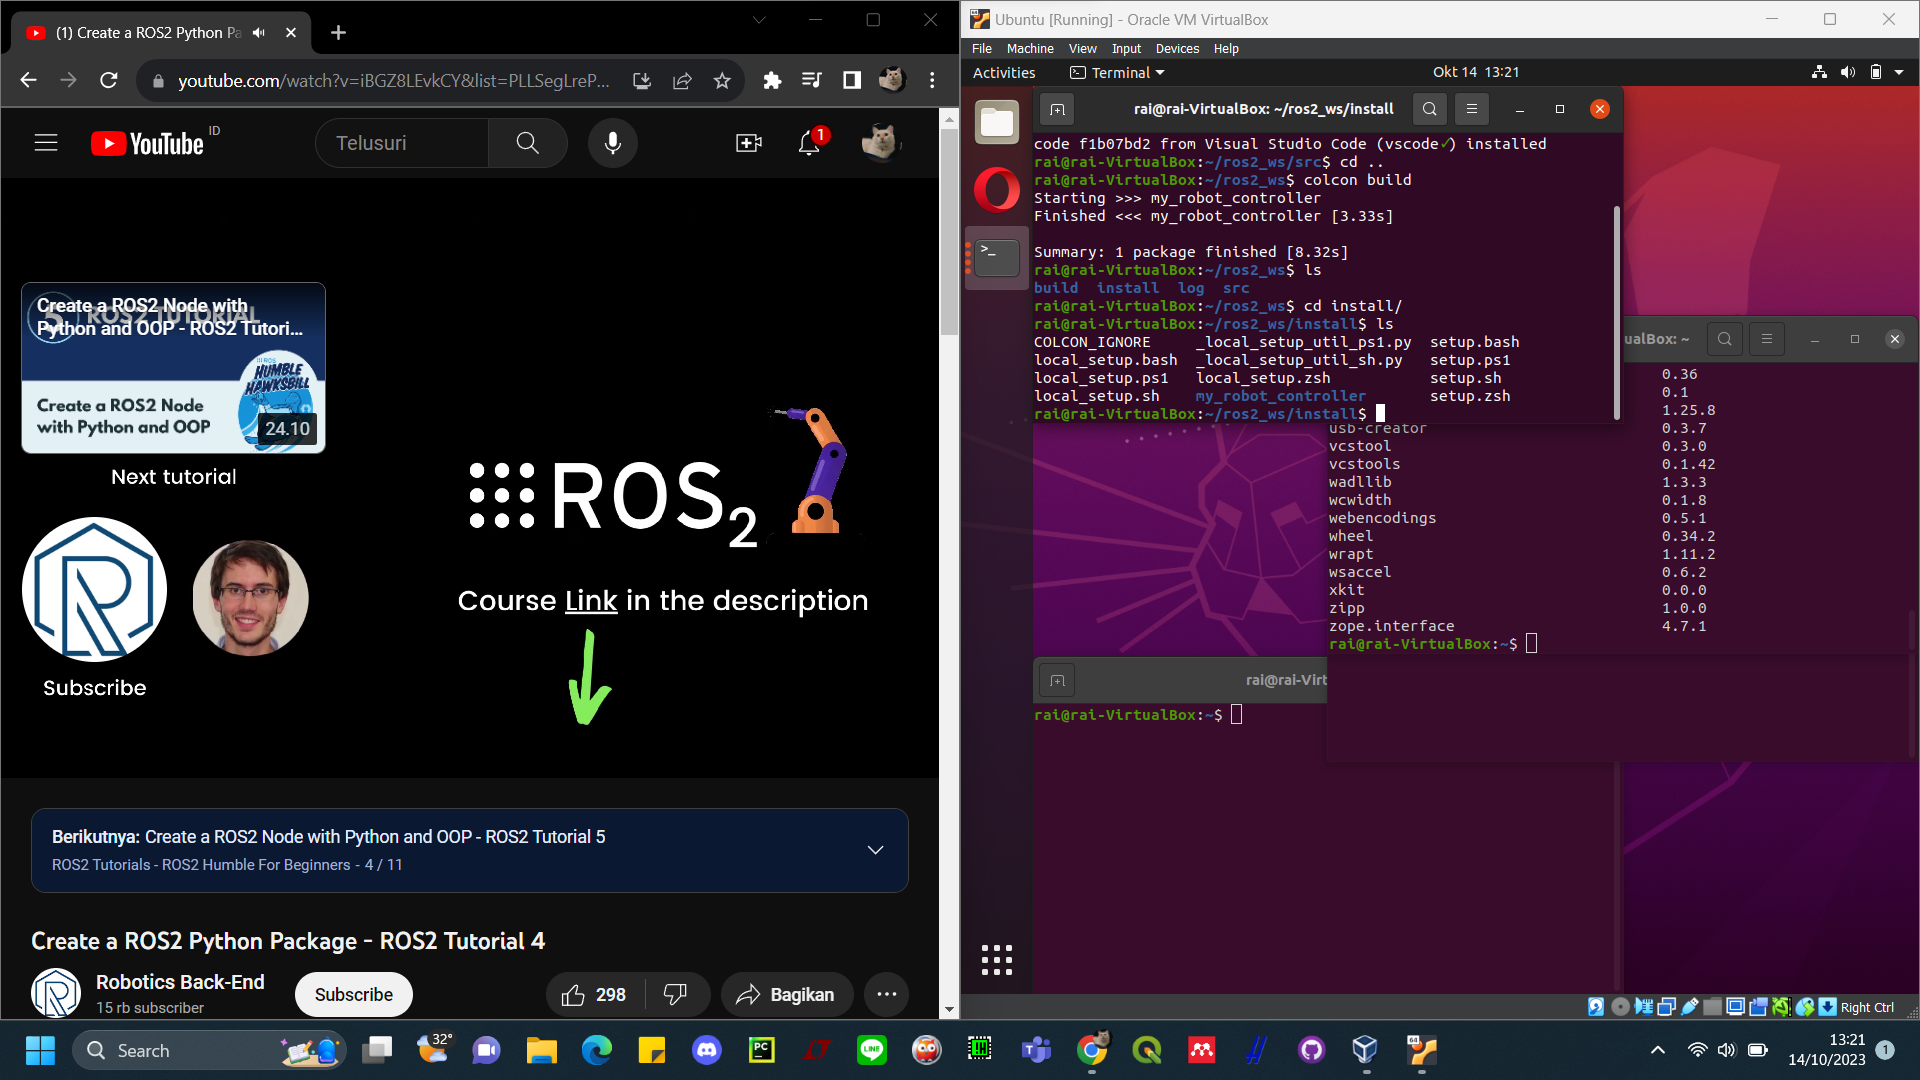 (1) Create a ROS2 Python Pa
youtube.com/watch?v=iBGZ8LEvkCY&list=PLLSegLreP...
YouTube ID
Telusuri
1
Create a ROS2 Node with
Python and OOP - ROS2 Tutori...
5 ROS2 TUTORIAL
ROS
HUMBLE
HAWKSBILL
Create a ROS2 Node
with Python and OOP
24.10
Next tutorial
Subscribe
ROS2
Course Link in the description
Berikutnya: Create a ROS2 Node with Python and OOP - ROS2 Tutorial 5
ROS2 Tutorials - ROS2 Humble For Beginners - 4 / 11
Create a ROS2 Python Package - ROS2 Tutorial 4
Robotics Back-End
15 rb subscriber
Subscribe
298
Bagikan
Ubuntu [Running] - Oracle VM VirtualBox
File Machine View Input Devices Help
Activities Terminal Okt 14 13:21
rai@rai-VirtualBox: ~/ros2_ws/install
code f1b07bd2 from Visual Studio Code (vscode✓) installed
rai@rai-VirtualBox:~/ros2_ws/src$ cd ..
rai@rai-VirtualBox:~/ros2_ws$ colcon build
Starting >>> my_robot_controller
Finished <<< my_robot_controller [3.33s]
Summary: 1 package finished [8.32s]
rai@rai-VirtualBox:~/ros2_ws$ ls
build install log src
rai@rai-VirtualBox:~/ros2_ws$ cd install/
rai@rai-VirtualBox:~/ros2_ws/install$ ls
COLCON_IGNORE _local_setup_util_ps1.py setup.bash
local_setup.bash _local_setup_util_sh.py setup.ps1
local_setup.ps1 local_setup.zsh setup.sh
local_setup.sh my_robot_controller setup.zsh
rai@rai-VirtualBox:~/ros2_ws/install$
ualBox: ~
0.36
0.1
1.25.8
usb-creator 0.3.7
vcstool 0.3.0
vcstools 0.1.42
wadllib 1.3.3
wcwidth 0.1.8
webencodings 0.5.1
wheel 0.34.2
wrapt 1.11.2
wsaccel 0.6.2
xkit 0.0.0
zipp 1.0.0
zope.interface 4.7.1
rai@rai-VirtualBox:~$
rai@rai-Virt
rai@rai-VirtualBox:~$
Right Ctrl
Search
32°
13:21
14/10/2023
1